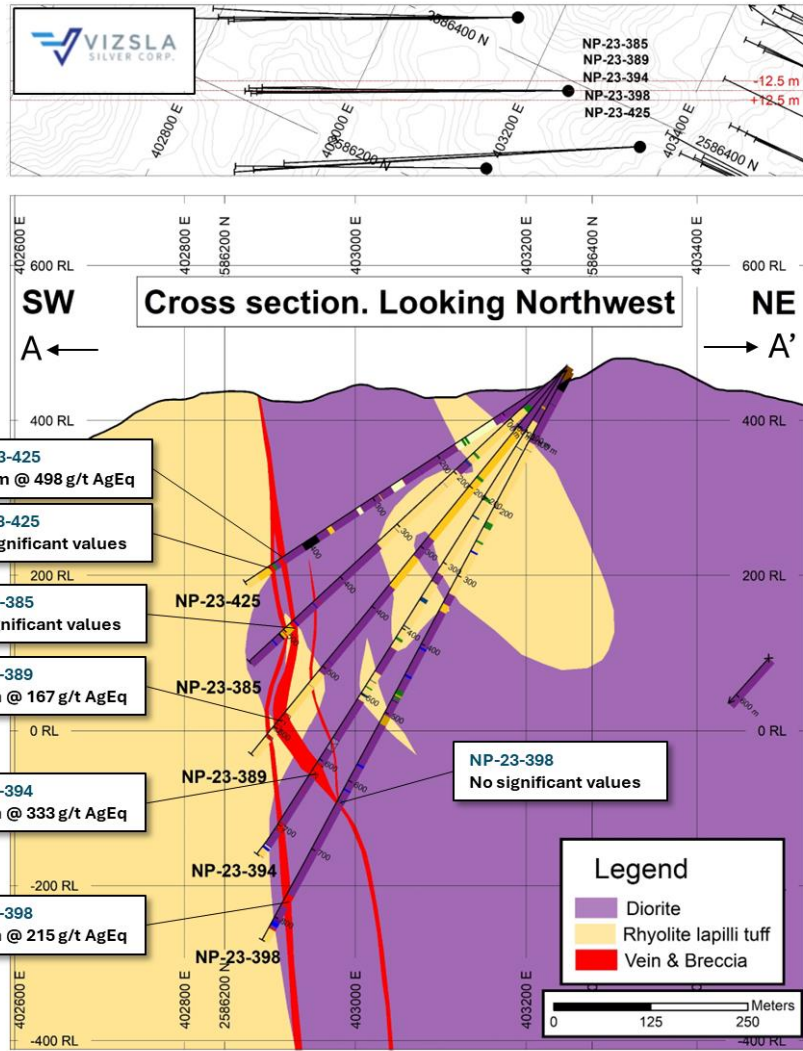 VIZSLA
SILVER CORP.
2586400 N
NP-23-385
NP-23-389
NP-23-394
NP-23-398
NP-23-425
-12.5 m
+12.5 m
402800 E
403000 E
2586200 N
403200 E
403400 E
2586400 N
402600 E
402800 E
586200 N
403000 E
403200 E
586400 N
403400 E
600 RL
600 RL
SW
Cross section. Looking Northwest
NE
A
A'
400 RL
400 RL
23-425
m @ 498 g/t AgEq
23-425
ignificant values
200 RL
200 RL
NP-23-425
-385
gnificant values
NP-23-385
-389
@ 167 g/t AgEq
0 RL
0 RL
600 m
NP-23-389
NP-23-398
No significant values
-394
@ 333 g/t AgEq
NP-23-394
-200 RL
-398
@ 215 g/t AgEq
NP-23-398
Legend
Diorite
Rhyolite lapilli tuff
Vein & Breccia
402600 E
402800 E
2586200 N
403000 E
403200 E
Meters
0
125
250
-400 RL
-400 RL